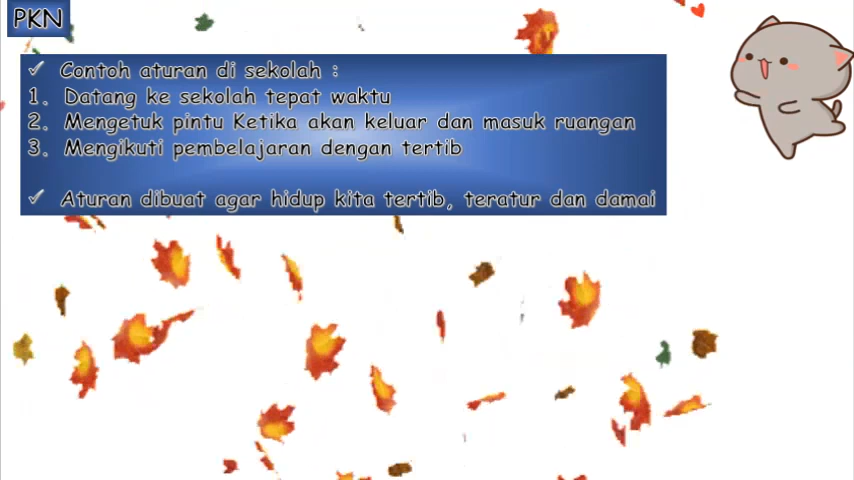 PKN
✓ Contoh aturan di sekolah :
1. Datang ke sekolah tepat waktu
2. Mengetuk pintu Ketika akan keluar dan masuk ruangan
3. Mengikuti pembelajaran dengan tertib
✓ Aturan dibuat agar hidup kita tertib, teratur dan damai